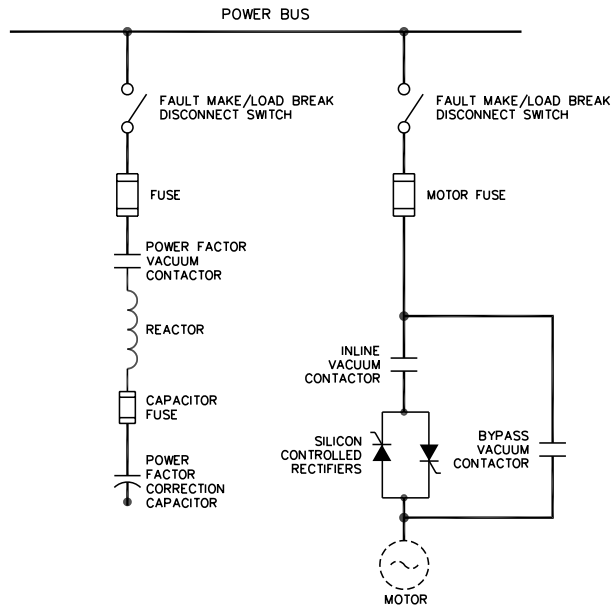 POWER BUS
FAULT MAKE/LOAD BREAK
DISCONNECT SWITCH
FUSE
POWER FACTOR
VACUUM
CONTACTOR
REACTOR
CAPACITOR
FUSE
POWER
FACTOR
CORRECTION
CAPACITOR
FAULT MAKE/LOAD BREAK
DISCONNECT SWITCH
MOTOR FUSE
INLINE
VACUUM
CONTACTOR
SILICON
CONTROLLED
RECTIFIERS
BYPASS
VACUUM
CONTACTOR
MOTOR